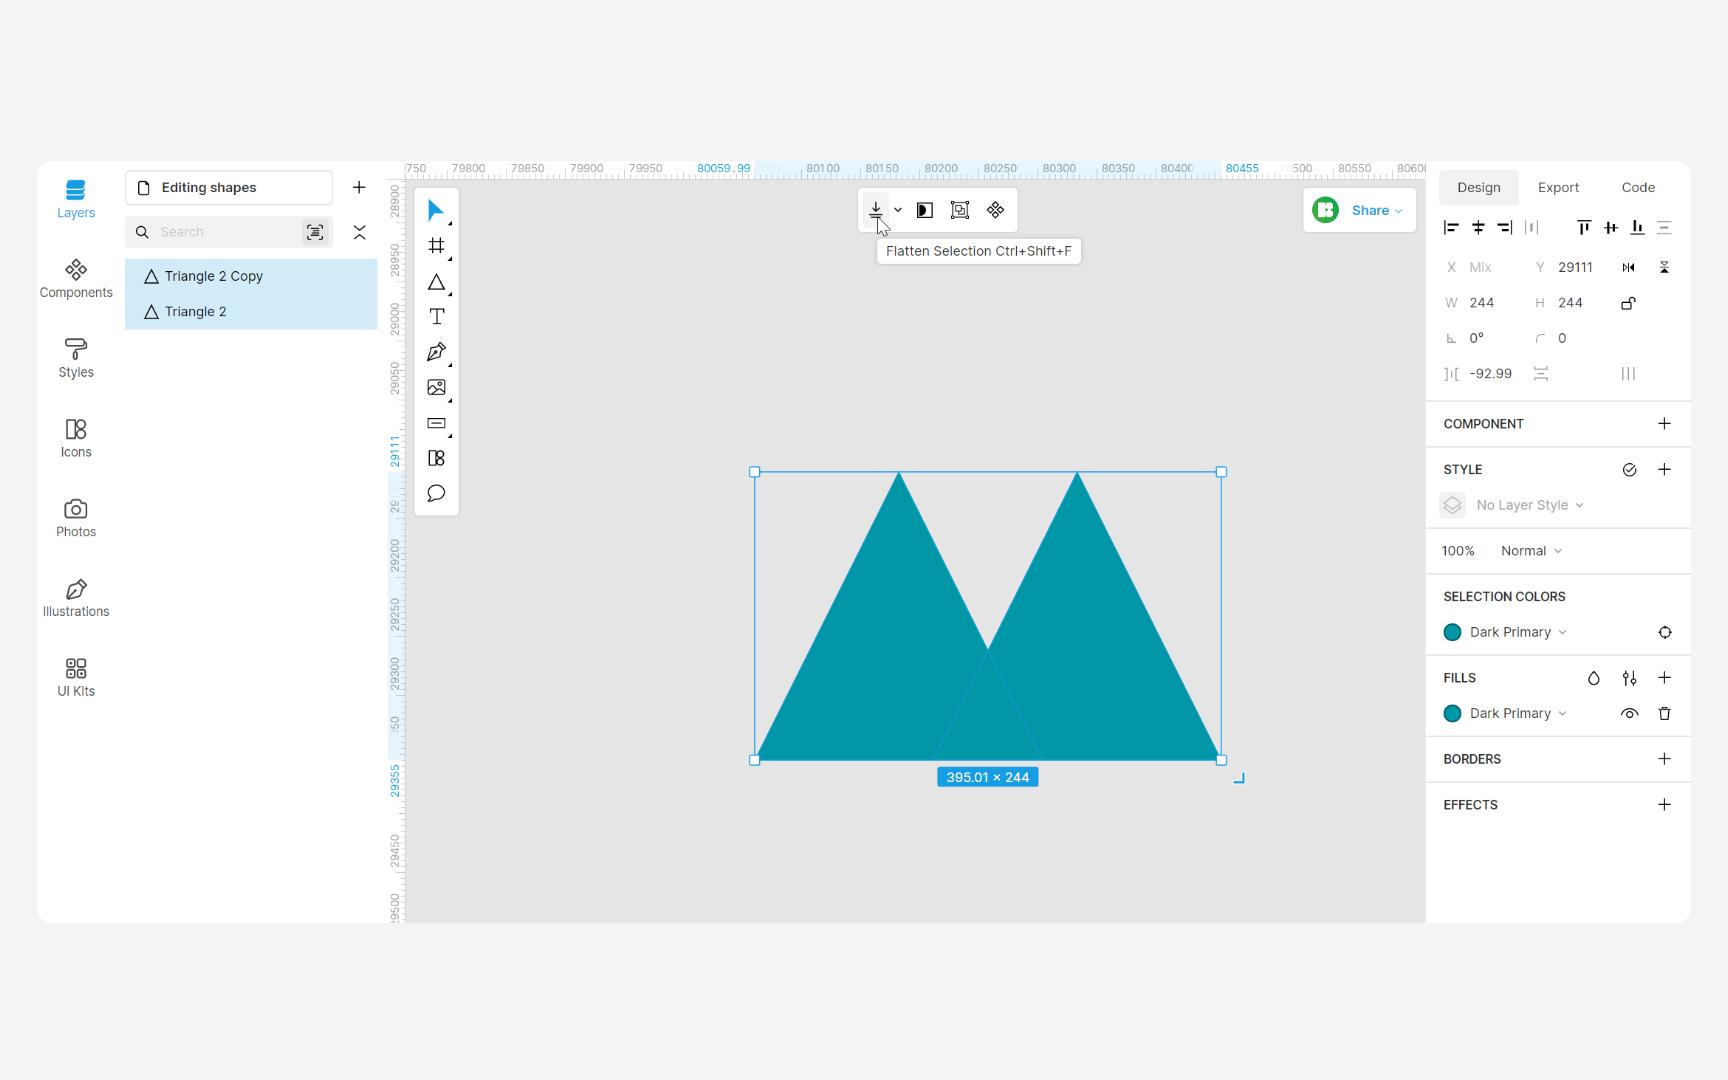 Layers
Components
Styles
Icons
Photos
Illustrations
UI Kits
Editing shapes
Search
Triangle 2 Copy
Triangle 2
750 79800 79850 79900 79950 80059.99 80100 80150 80200 80250 80300 80350 80400 80455 500 80550 80600
28900
28950
29000
29050
29111
29
29200
29250
29300
50
29355
29450
29500
Flatten Selection Ctrl+Shift+F
Share
395.01 × 244
Design Export Code
X Mix Y 29111
W 244 H 244
0° 0
-92.99
COMPONENT
STYLE
No Layer Style
100% Normal
SELECTION COLORS
Dark Primary
FILLS
Dark Primary
BORDERS
EFFECTS